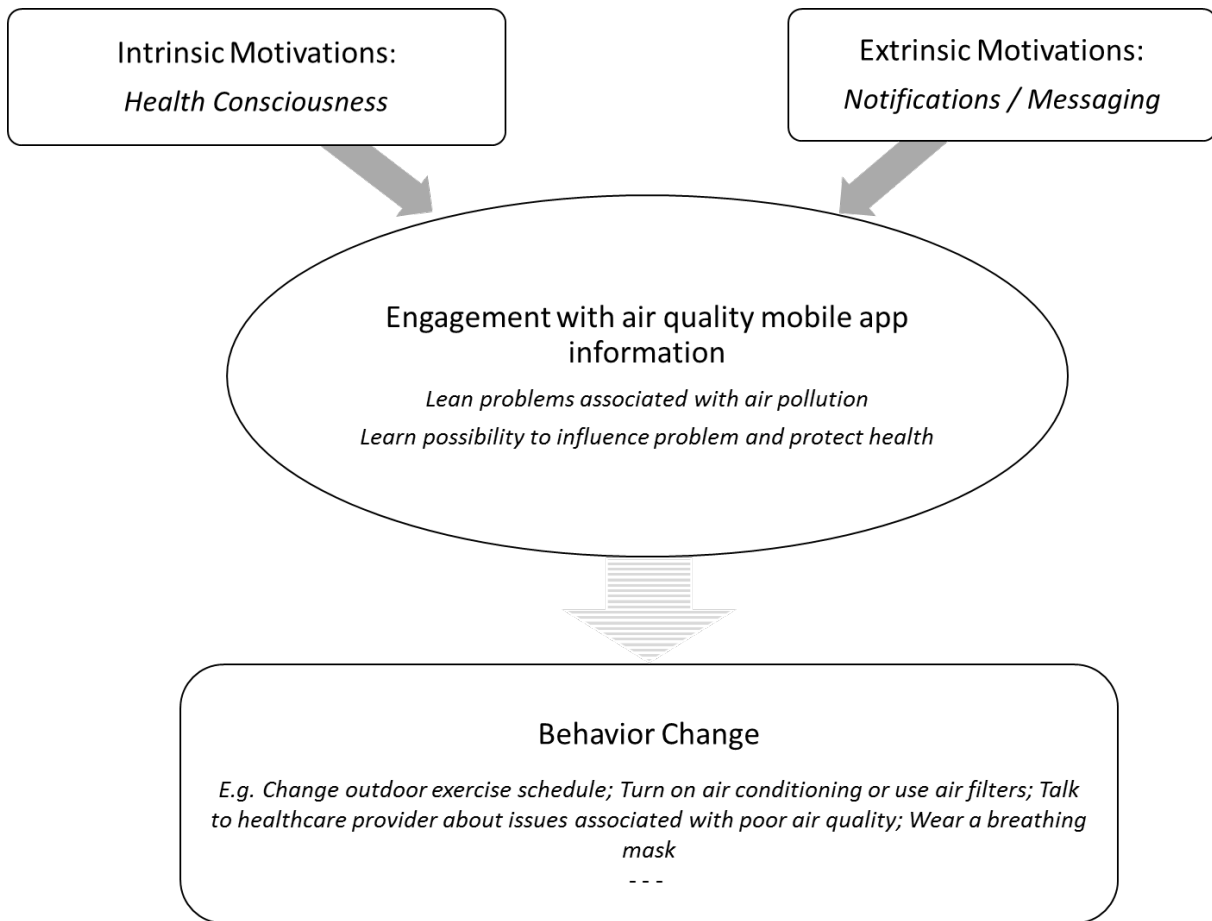 Intrinsic Motivations:
Health Consciousness
Extrinsic Motivations:
Notifications / Messaging
Engagement with air quality mobile app
information
Lean problems associated with air pollution
Learn possibility to influence problem and protect health
Behavior Change
E.g. Change outdoor exercise schedule; Turn on air conditioning or use air filters; Talk
to healthcare provider about issues associated with poor air quality; Wear a breathing
mask
- - -